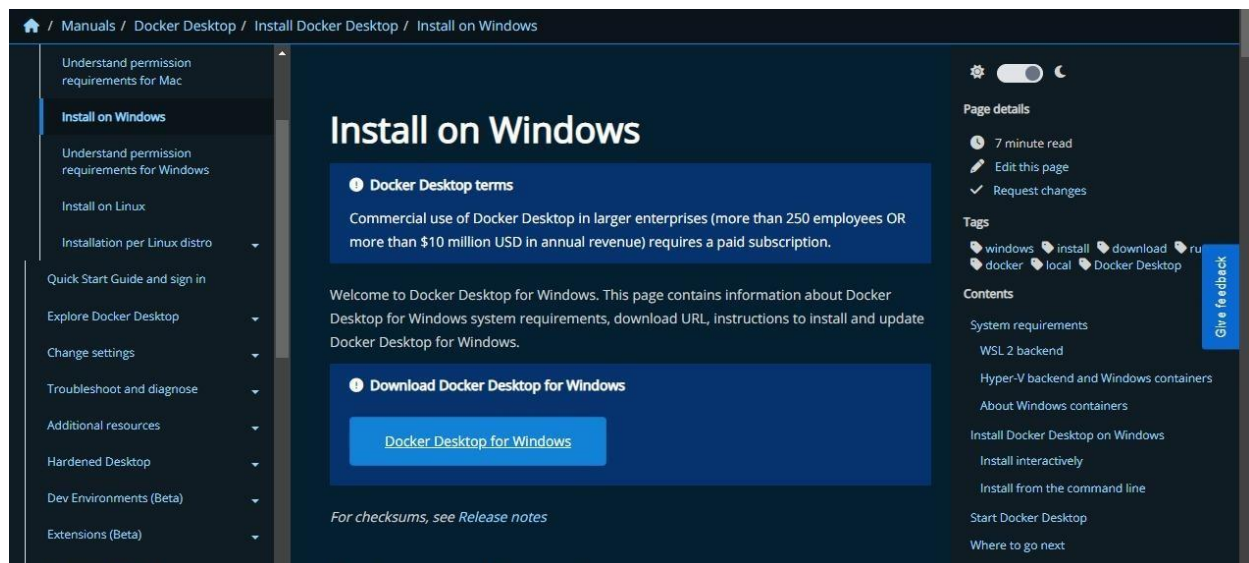 / Manuals / Docker Desktop / Install Docker Desktop / Install on Windows
Understand permission
requirements for Mac
Install on Windows
Understand permission
requirements for Windows
Install on Linux
Installation per Linux distro
Quick Start Guide and sign in
Explore Docker Desktop
Change settings
Troubleshoot and diagnose
Additional resources
Hardened Desktop
Dev Environments (Beta)
Extensions (Beta)
Install on Windows
Docker Desktop terms
Commercial use of Docker Desktop in larger enterprises (more than 250 employees OR
more than $10 million USD in annual revenue) requires a paid subscription.
Welcome to Docker Desktop for Windows. This page contains information about Docker
Desktop for Windows system requirements, download URL, instructions to install and update
Docker Desktop for Windows.
Download Docker Desktop for Windows
Docker Desktop for Windows
For checksums, see Release notes
Page details
7 minute read
Edit this page
Request changes
Tags
windows install download ru
docker local Docker Desktop
Contents
System requirements
WSL 2 backend
Hyper-V backend and Windows containers
About Windows containers
Install Docker Desktop on Windows
Install interactively
Install from the command line
Start Docker Desktop
Where to go next
Give feedback